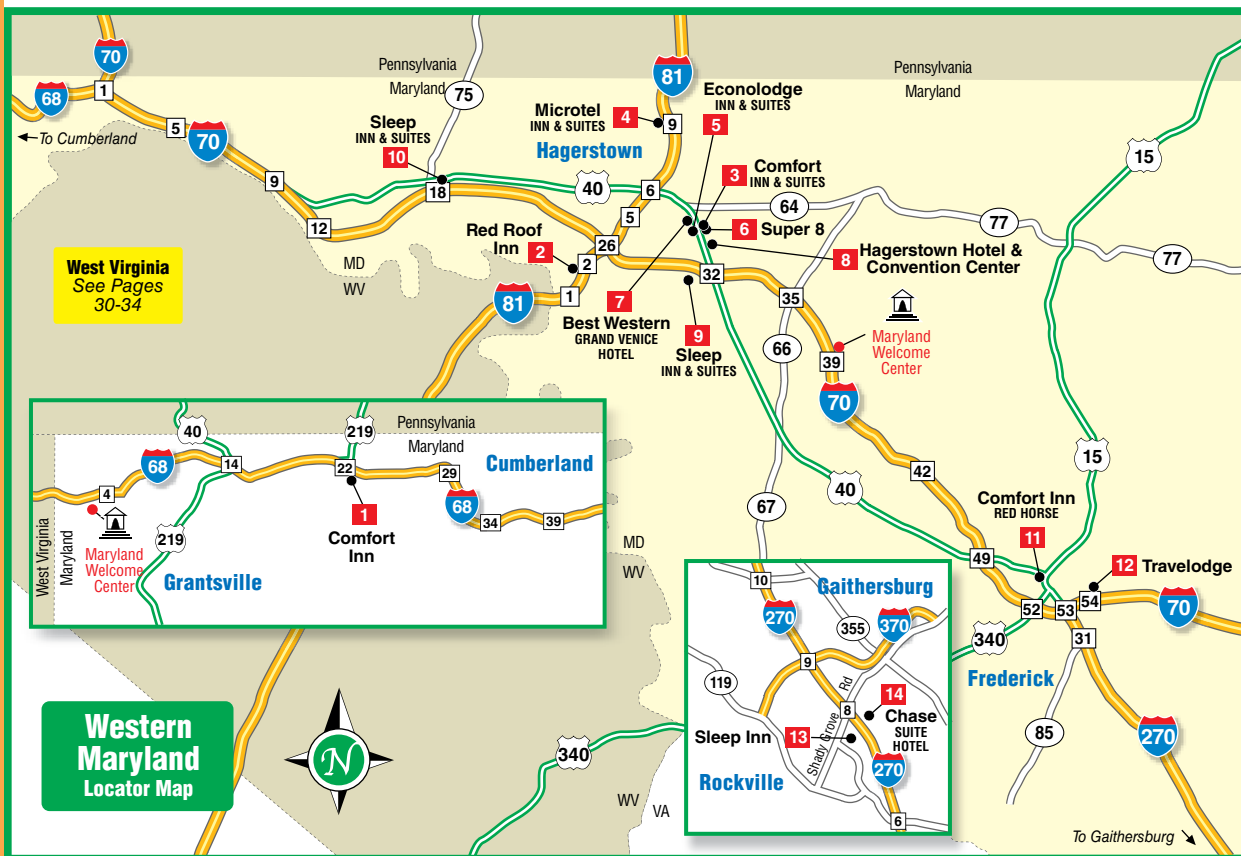 70
68
1
← To Cumberland
5
70
9
12
Pennsylvania
Maryland
75
Sleep
INN & SUITES
10
18
81
Microtel
INN & SUITES
4
9
Hagerstown
Econolodge
INN & SUITES
5
Comfort
INN & SUITES
3
Pennsylvania
Maryland
15
40
6
5
64
77
77
6
Super 8
8
Hagerstown Hotel &
Convention Center
Red Roof
Inn
2
26
2
1
81
MD
WV
7
Best Western
GRAND VENICE
HOTEL
32
9
Sleep
INN & SUITES
35
66
Maryland
Welcome
Center
39
70
West Virginia
See Pages
30-34
40
219
Pennsylvania
Maryland
68
14
22
29
Cumberland
4
68
34
39
1
Comfort
Inn
West Virginia
Maryland
Maryland
Welcome
Center
219
Grantsville
MD
WV
42
15
40
67
Comfort Inn
RED HORSE
11
49
12
Travelodge
52
53
54
70
31
340
Frederick
85
270
To Gaithersburg
10
Gaithersburg
270
355
370
9
119
Shady Grove Rd
8
14
Chase
SUITE
HOTEL
Sleep Inn
13
270
Rockville
6
Western
Maryland
Locator Map
N
340
WV
VA